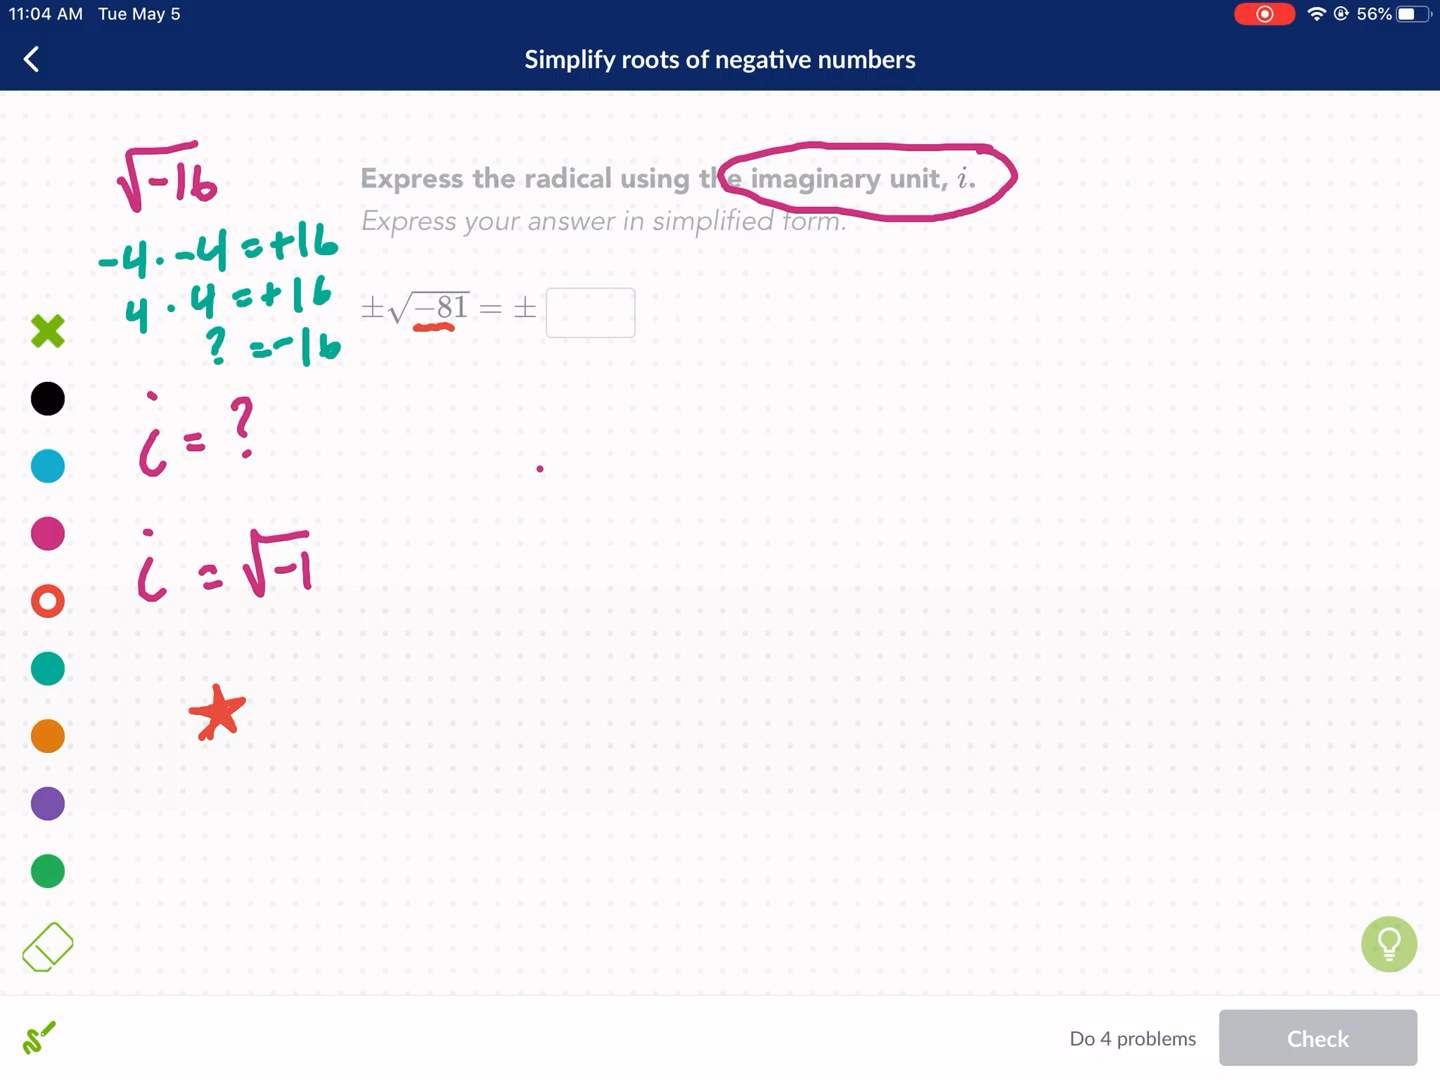 11:04 AM Tue May 5
56%
Simplify roots of negative numbers
√-16
Express the radical using the imaginary unit, i.
Express your answer in simplified form.
-4 · -4 = +16
4 · 4 = +16
? = -16
±√-81 = ±
i = ?
i = √-1
Do 4 problems
Check